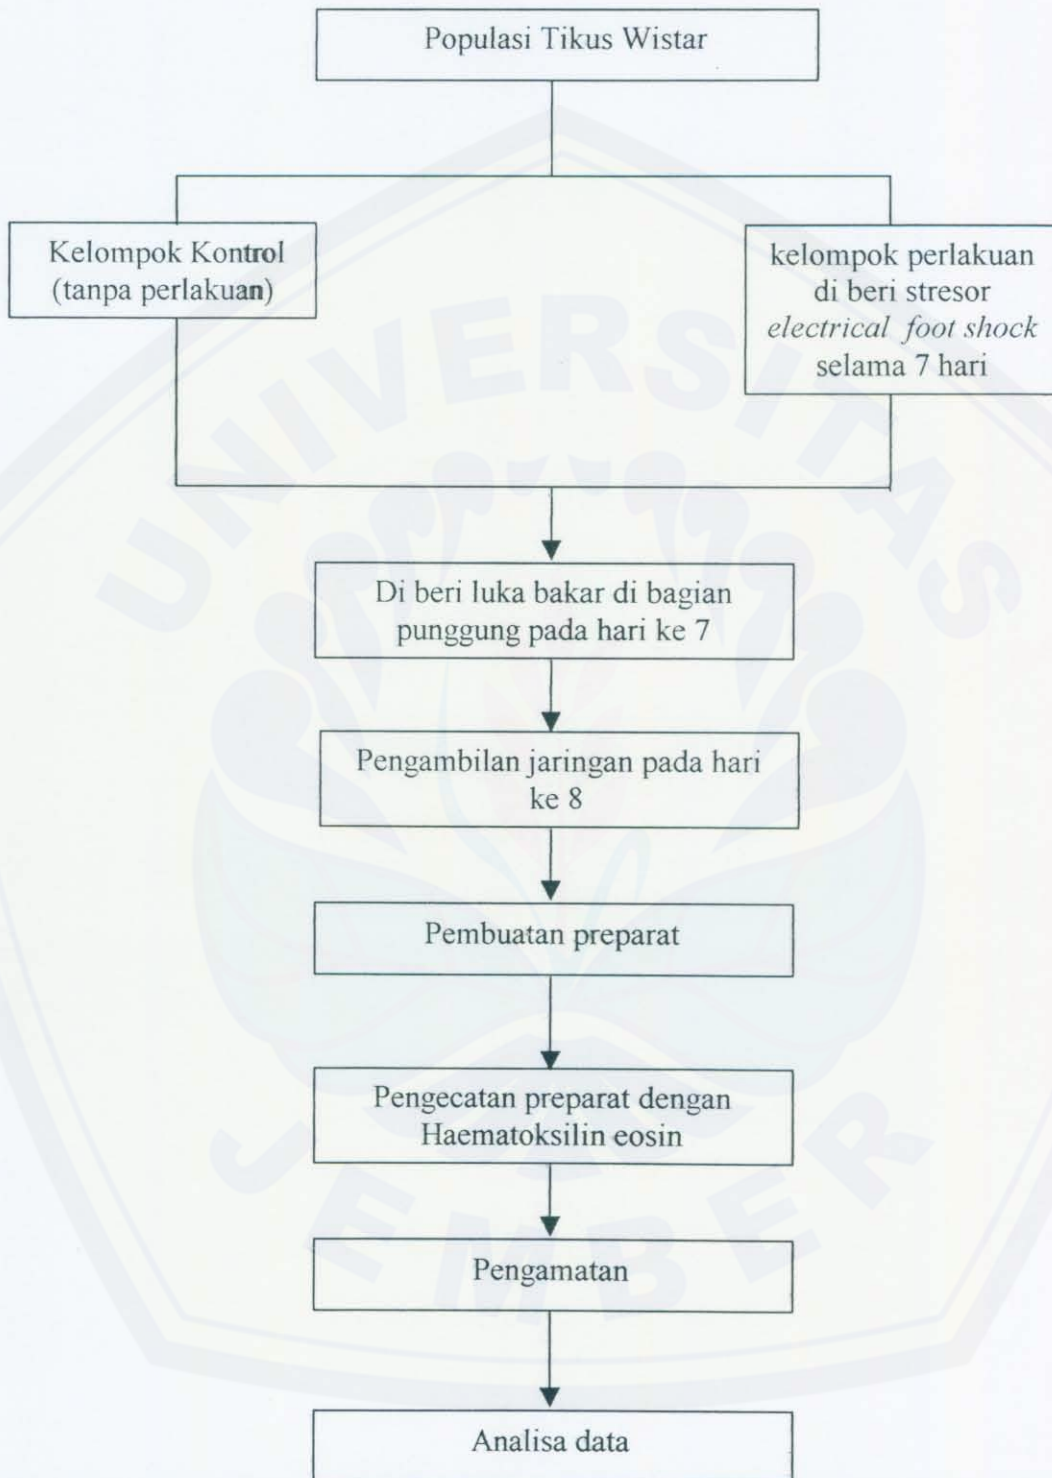 Populasi Tikus Wistar
Kelompok Kontrol
(tanpa perlakuan)
kelompok perlakuan
di beri stresor
electrical foot shock
selama 7 hari
Di beri luka bakar di bagian
punggung pada hari ke 7
Pengambilan jaringan pada hari
ke 8
Pembuatan preparat
Pengecatan preparat dengan
Haematoksilin eosin
Pengamatan
Analisa data
UNIVERSITAS
JEMBER